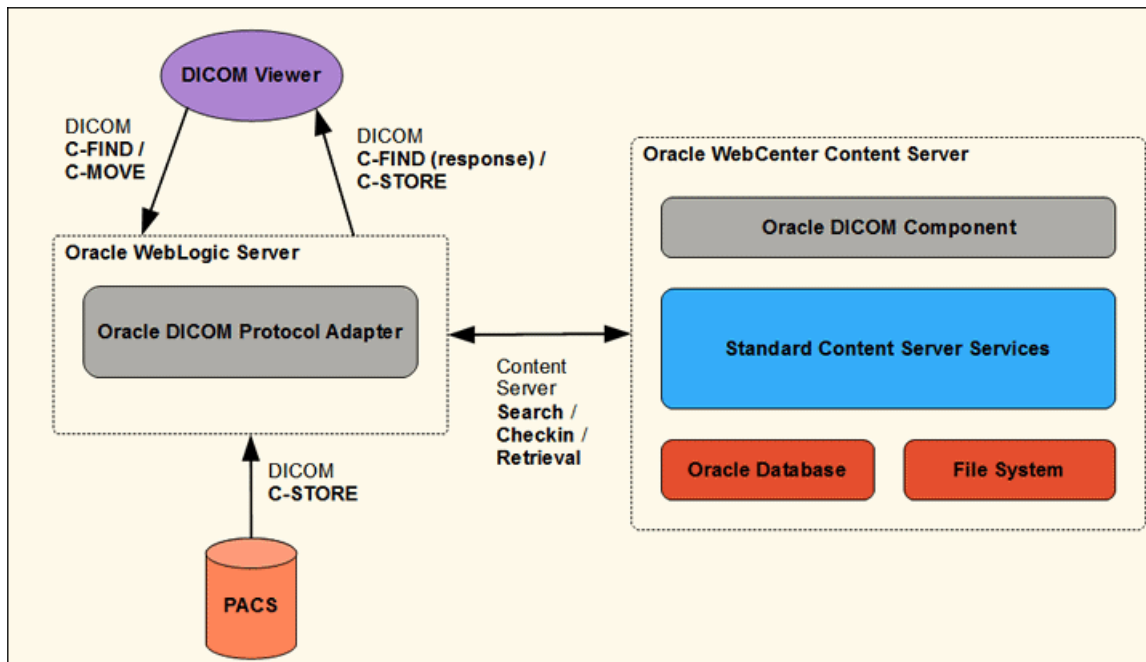 DICOM Viewer
DICOM
C-FIND /
C-MOVE
DICOM
C-FIND (response) /
C-STORE
Oracle WebLogic Server
Oracle DICOM Protocol Adapter
DICOM
C-STORE
PACS
Content
Server
Search /
Checkin /
Retrieval
Oracle WebCenter Content Server
Oracle DICOM Component
Standard Content Server Services
Oracle Database
File System